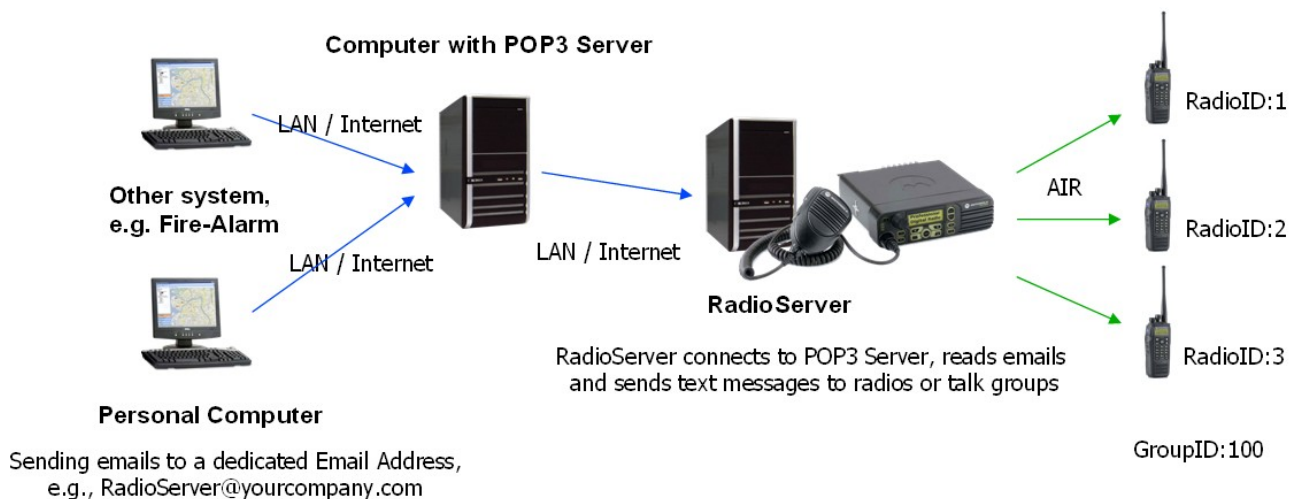 Computer with POP3 Server
LAN / Internet
Other system,
e.g. Fire-Alarm
LAN / Internet
Personal Computer
Sending emails to a dedicated Email Address,
e.g., RadioServer@yourcompany.com
LAN / Internet
RadioServer
RadioServer connects to POP3 Server, reads emails
and sends text messages to radios or talk groups
AIR
RadioID:1
RadioID:2
RadioID:3
GroupID:100